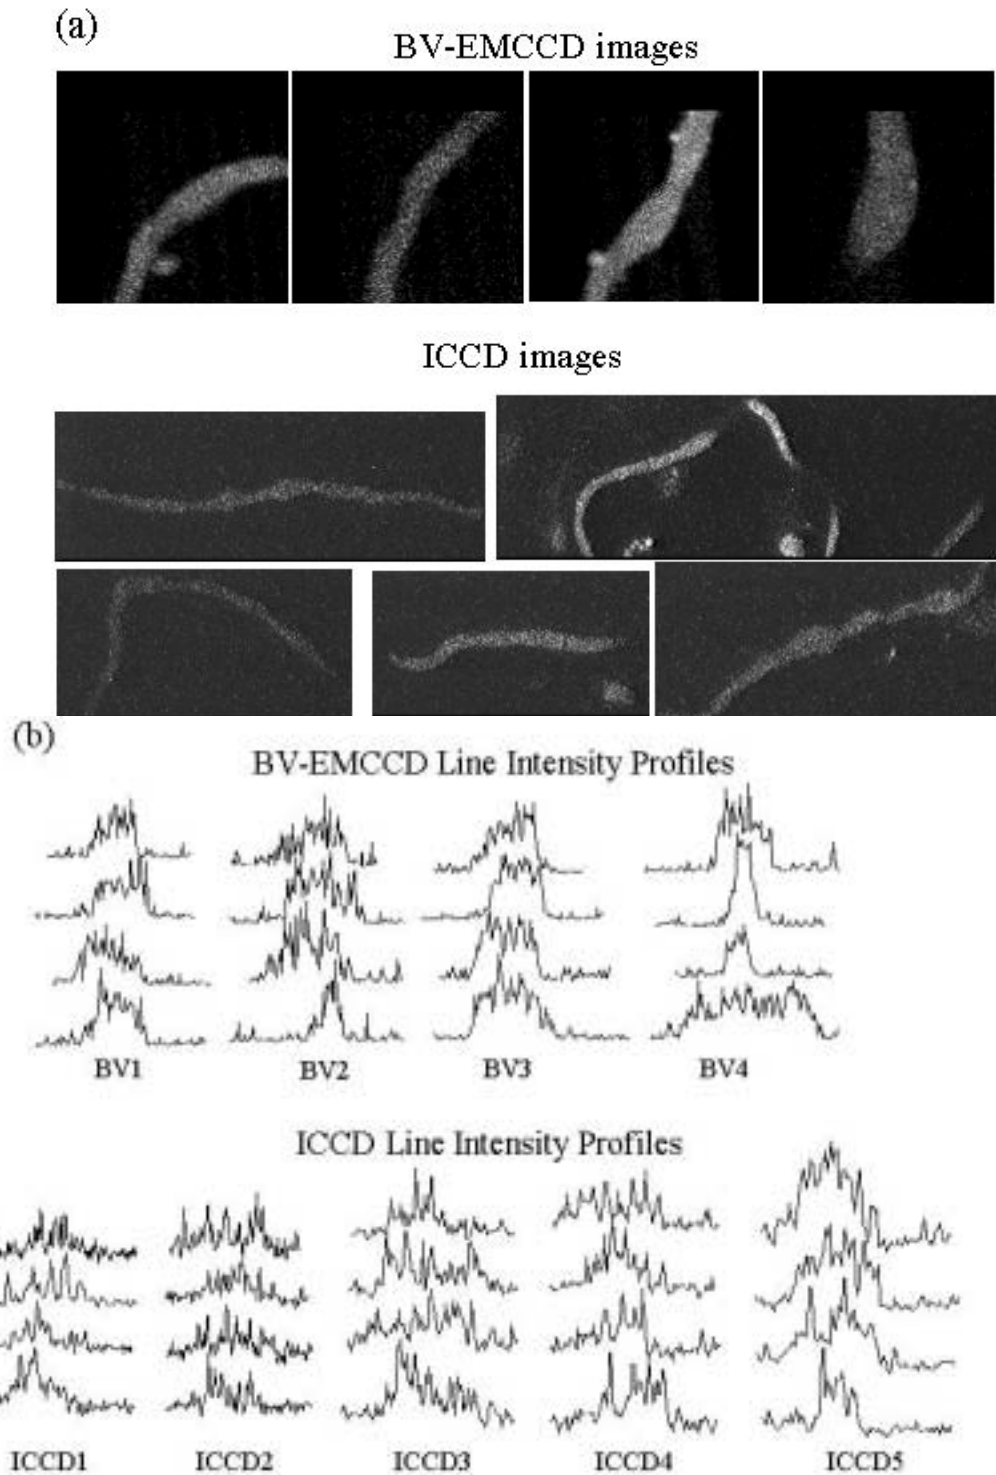 (a)
BV-EMCCD images
ICCD images
(b)
BV-EMCCD Line Intensity Profiles
BV1 BV2 BV3 BV4
ICCD Line Intensity Profiles
ICCD1 ICCD2 ICCD3 ICCD4 ICCD5